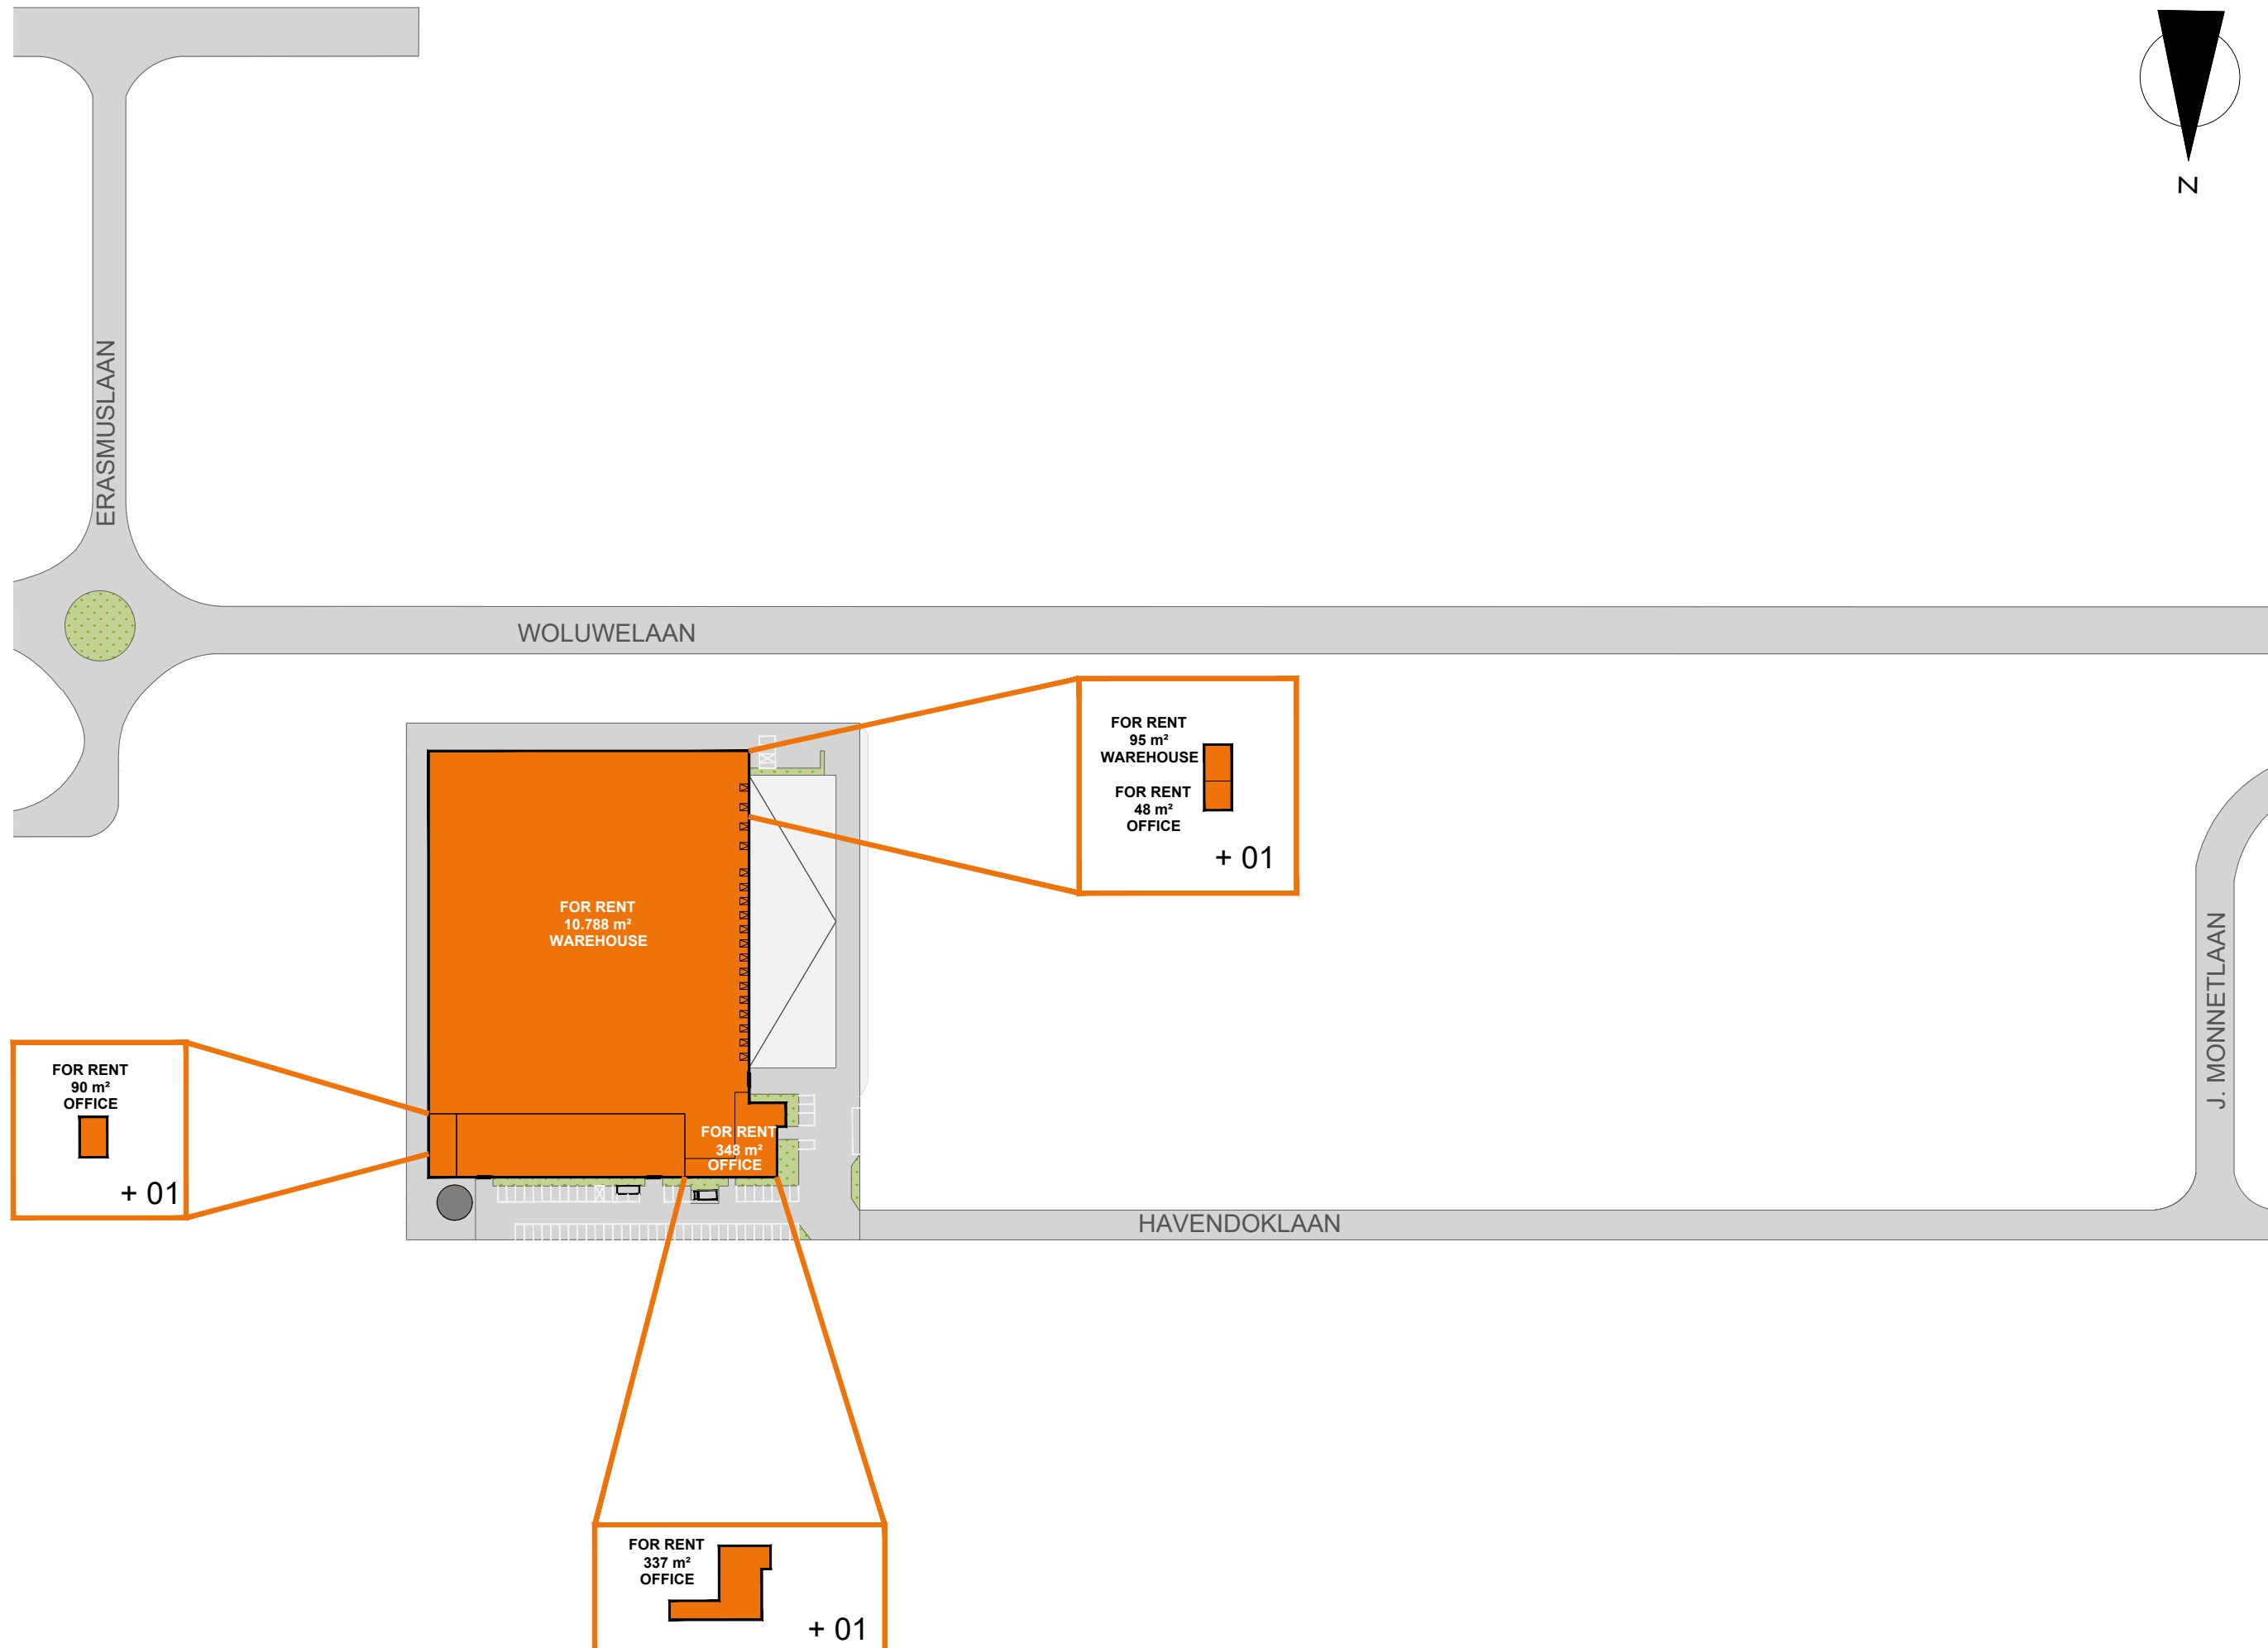 N
ERASMUSLAAN
WOLUWELAAN
FOR RENT
95 m²
WAREHOUSE
FOR RENT
48 m²
OFFICE
+ 01
FOR RENT
10.788 m²
WAREHOUSE
J. MONNETLAAN
FOR RENT
90 m²
OFFICE
+ 01
FOR RENT
348 m²
OFFICE
HAVENDOKLAAN
FOR RENT
337 m²
OFFICE
+ 01